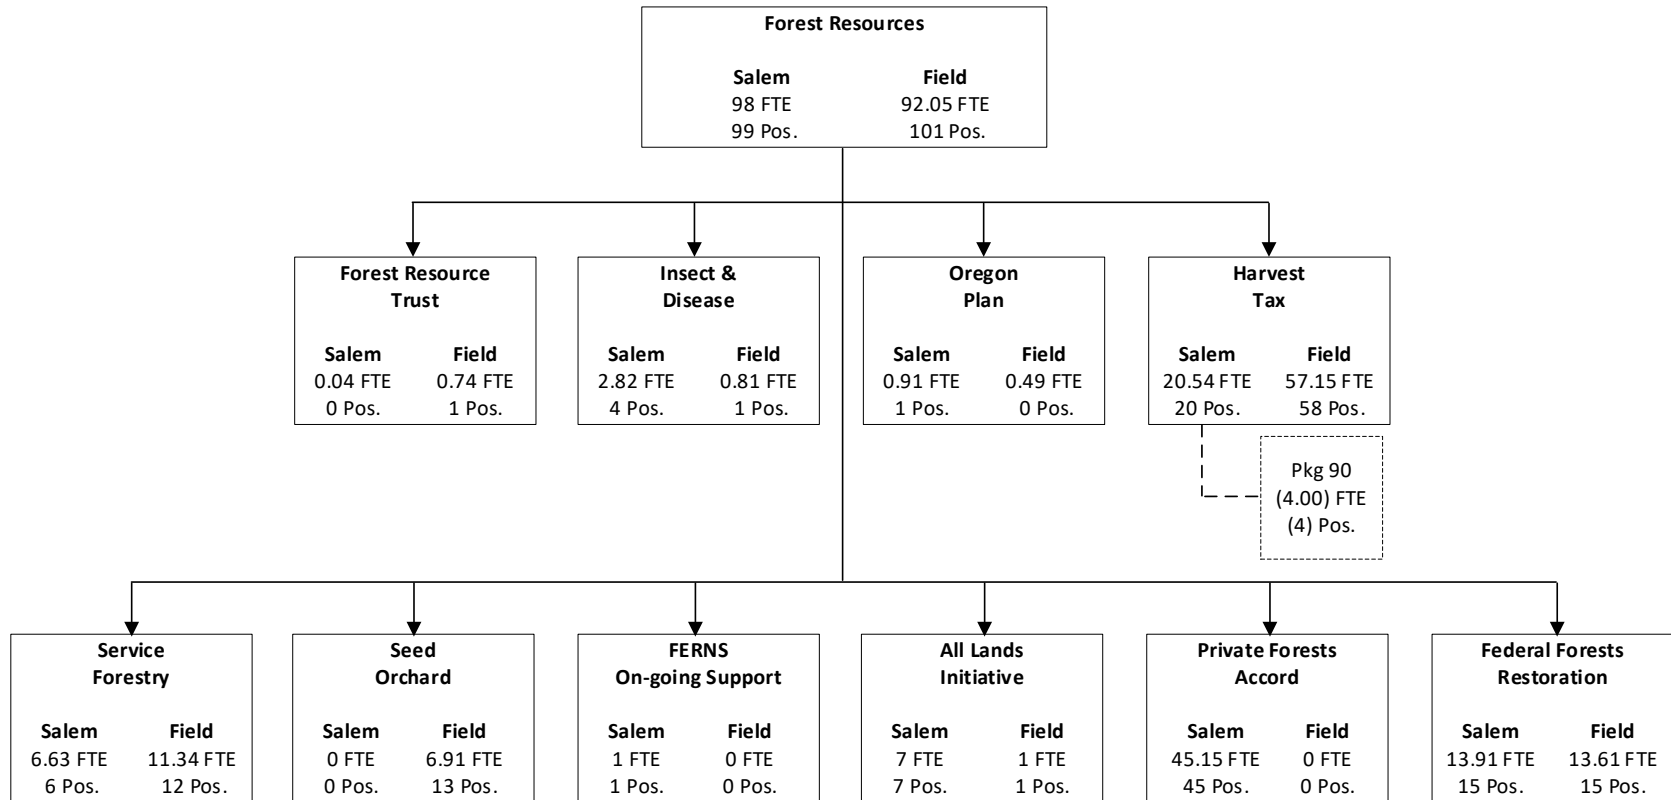 Forest Resources
Salem Field
98 FTE 92.05 FTE
99 Pos. 101 Pos.
Forest Resource
Trust
Salem Field
0.04 FTE 0.74 FTE
0 Pos. 1 Pos.
Insect &
Disease
Salem Field
2.82 FTE 0.81 FTE
4 Pos. 1 Pos.
Oregon
Plan
Salem Field
0.91 FTE 0.49 FTE
1 Pos. 0 Pos.
Harvest
Tax
Salem Field
20.54 FTE 57.15 FTE
20 Pos. 58 Pos.
Pkg 90
(4.00) FTE
(4) Pos.
Service
Forestry
Salem Field
6.63 FTE 11.34 FTE
6 Pos. 12 Pos.
Seed
Orchard
Salem Field
0 FTE 6.91 FTE
0 Pos. 13 Pos.
FERNS
On-going Support
Salem Field
1 FTE 0 FTE
1 Pos. 0 Pos.
All Lands
Initiative
Salem Field
7 FTE 1 FTE
7 Pos. 1 Pos.
Private Forests
Accord
Salem Field
45.15 FTE 0 FTE
45 Pos. 0 Pos.
Federal Forests
Restoration
Salem Field
13.91 FTE 13.61 FTE
15 Pos. 15 Pos.